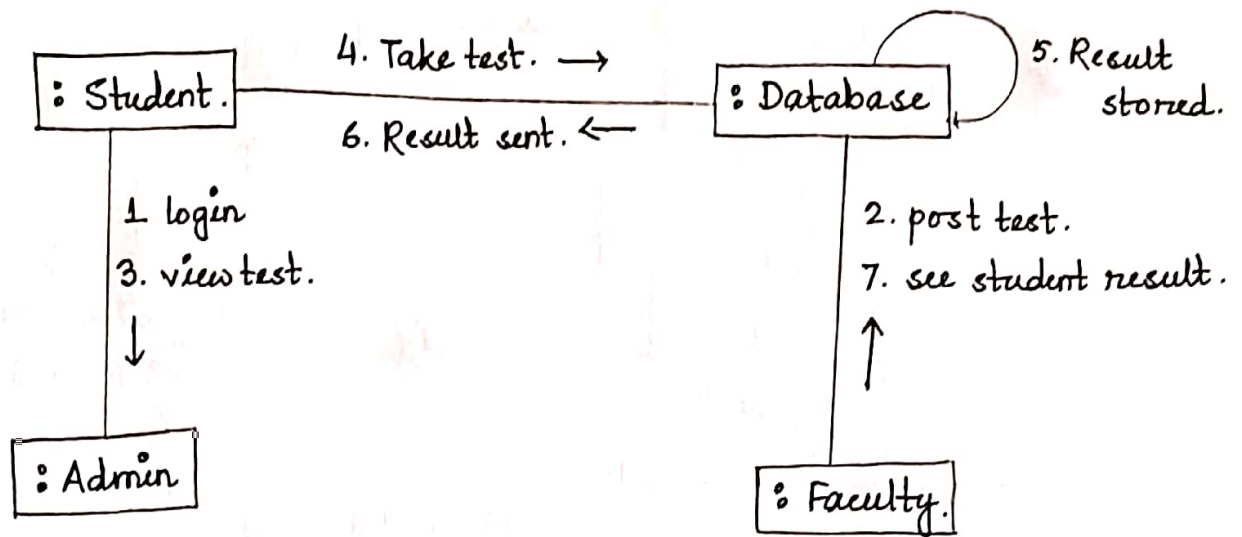 4. Take test. →
: Student.
: Database
5. Result
stored.
6. Result sent. ←
1 login
3. view test.
↓
2. post test.
7. see student result.
↑
: Admin
: Faculty.